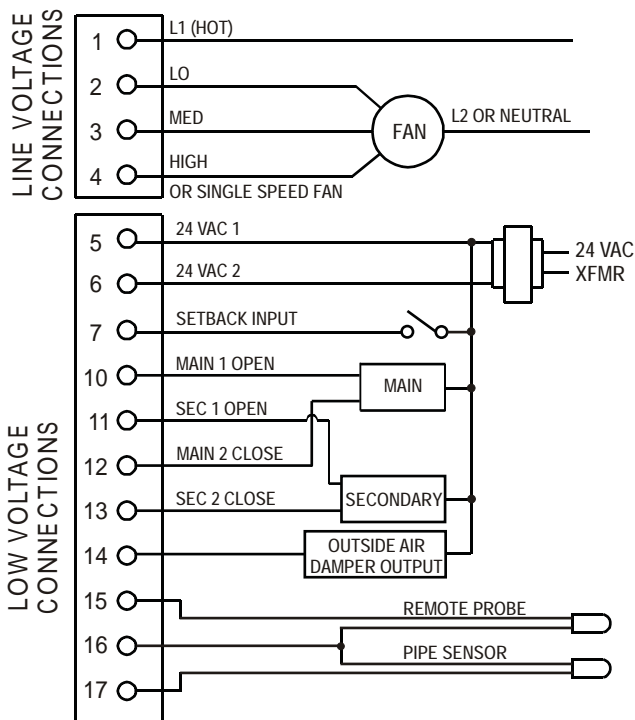 LINE VOLTAGE
CONNECTIONS
1 L1 (HOT)
2 LO
3 MED
4 HIGH
OR SINGLE SPEED FAN
FAN
L2 OR NEUTRAL
LOW VOLTAGE
CONNECTIONS
5 24 VAC 1
6 24 VAC 2
24 VAC
XFMR
7 SETBACK INPUT
10 MAIN 1 OPEN
MAIN
11 SEC 1 OPEN
12 MAIN 2 CLOSE
13 SEC 2 CLOSE
SECONDARY
14
OUTSIDE AIR
DAMPER OUTPUT
15
REMOTE PROBE
16
PIPE SENSOR
17